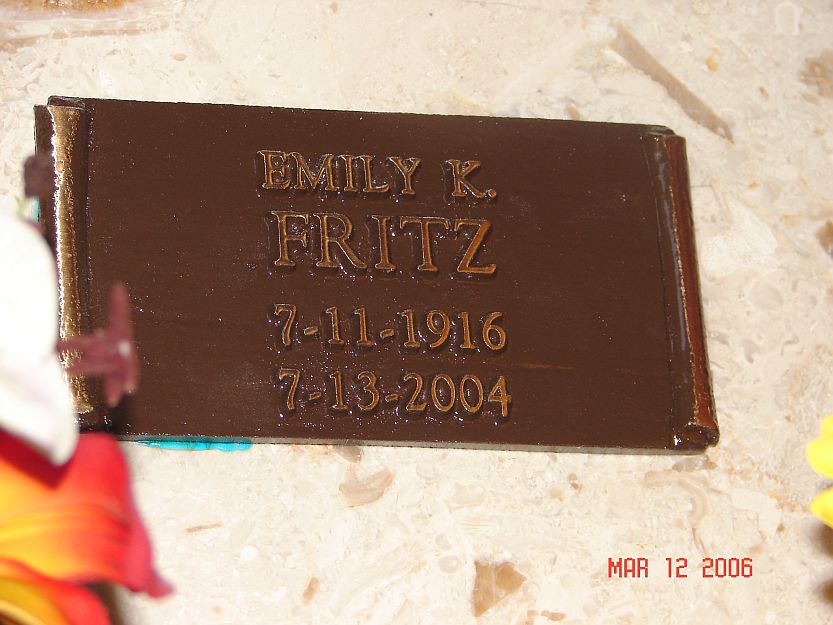 EMILY K.
FRITZ
7-11-1916
7-13-2004
MAR 12 2006